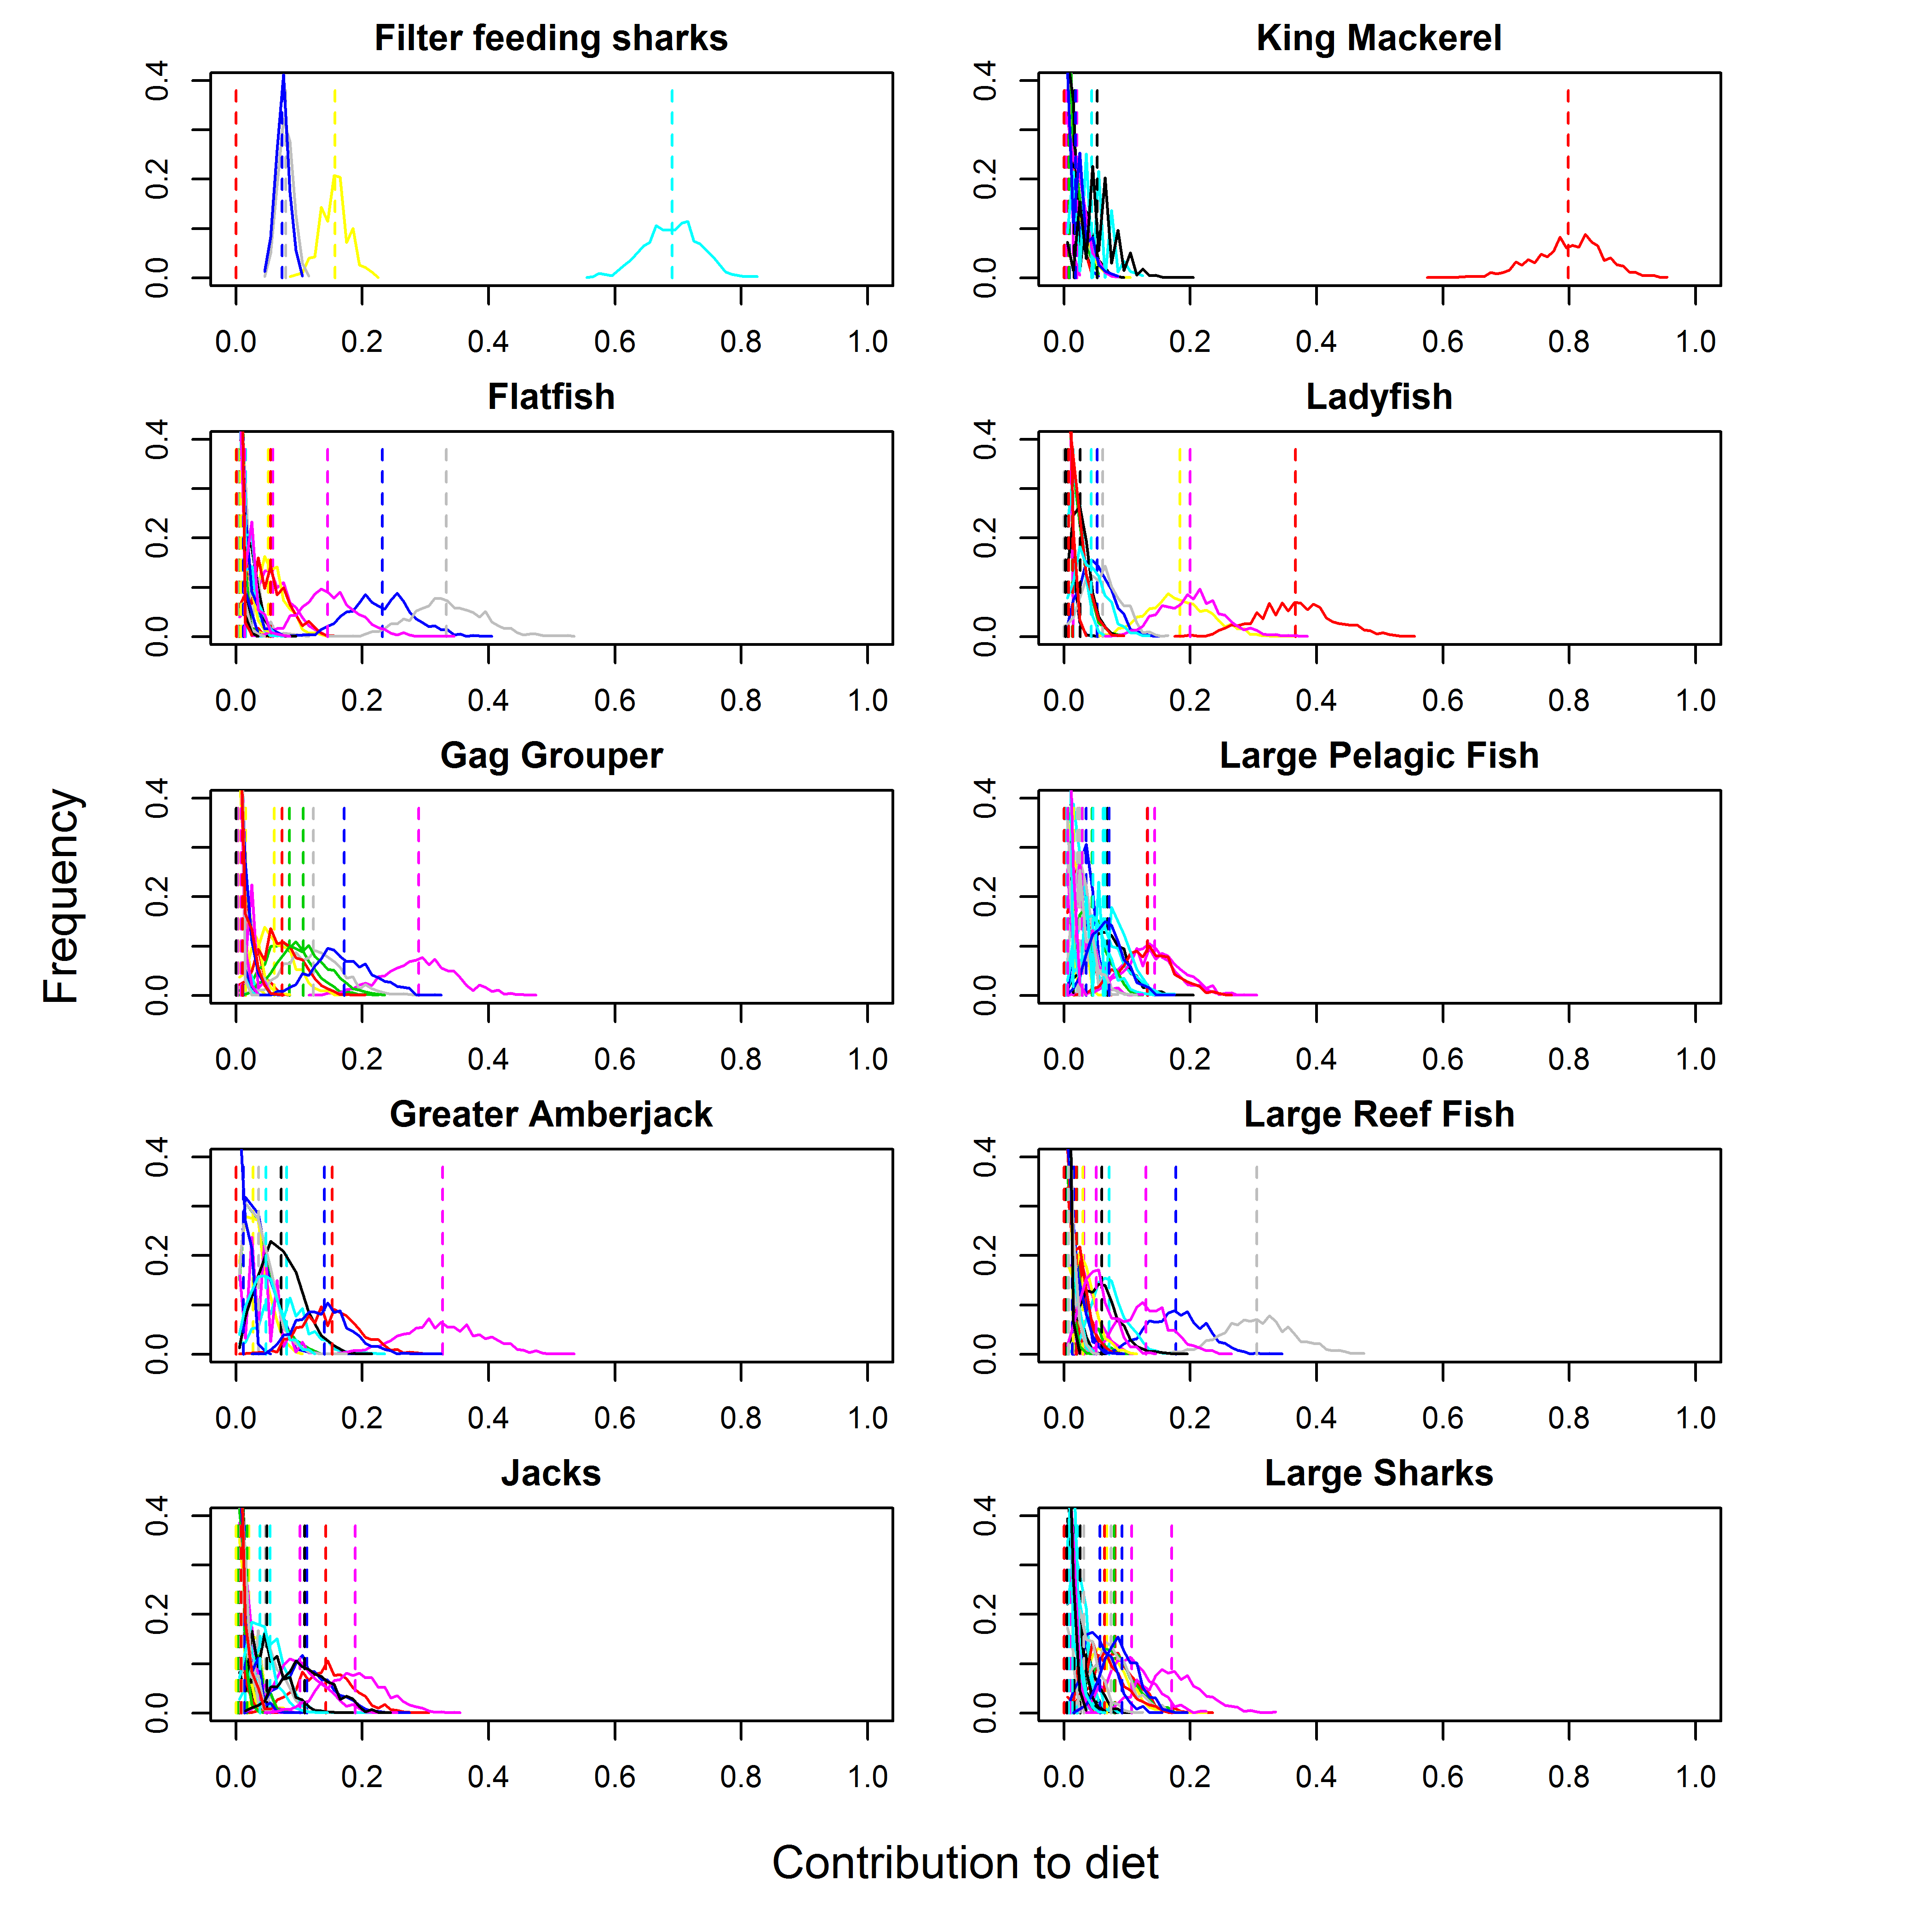 Filter feeding sharks
0.0 0.2 0.4
0.0 0.2 0.4 0.6 0.8 1.0
King Mackerel
0.0 0.2 0.4
0.0 0.2 0.4 0.6 0.8 1.0
Flatfish
0.0 0.2 0.4
0.0 0.2 0.4 0.6 0.8 1.0
Ladyfish
0.0 0.2 0.4
0.0 0.2 0.4 0.6 0.8 1.0
Gag Grouper
0.0 0.2 0.4
0.0 0.2 0.4 0.6 0.8 1.0
Large Pelagic Fish
0.0 0.2 0.4
0.0 0.2 0.4 0.6 0.8 1.0
Greater Amberjack
0.0 0.2 0.4
0.0 0.2 0.4 0.6 0.8 1.0
Large Reef Fish
0.0 0.2 0.4
0.0 0.2 0.4 0.6 0.8 1.0
Jacks
0.0 0.2 0.4
0.0 0.2 0.4 0.6 0.8 1.0
Large Sharks
0.0 0.2 0.4
0.0 0.2 0.4 0.6 0.8 1.0
Frequency
Contribution to diet